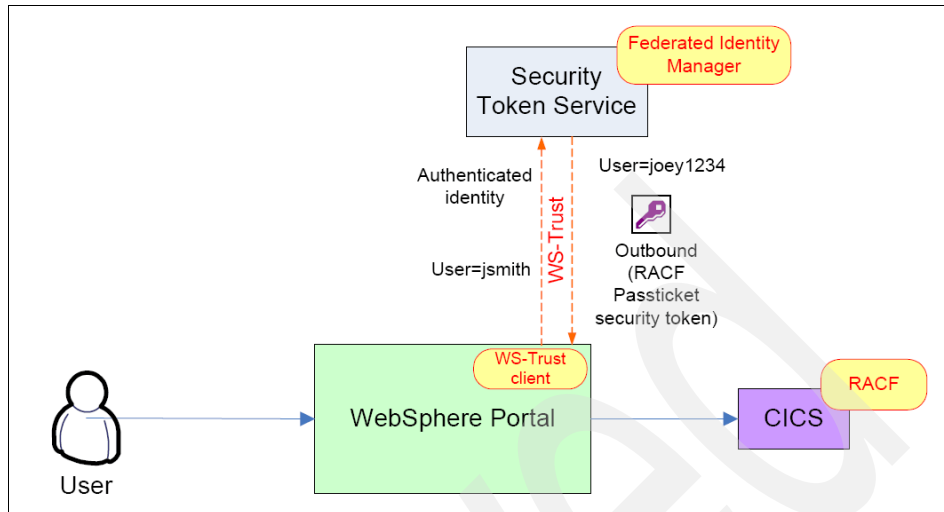 Federated Identity
Manager
Security
Token Service
User=joey1234
Authenticated
identity
WS-Trust
User=jsmith
Outbound
(RACF
Passticket
security token)
WS-Trust
client
RACF
WebSphere Portal
CICS
User